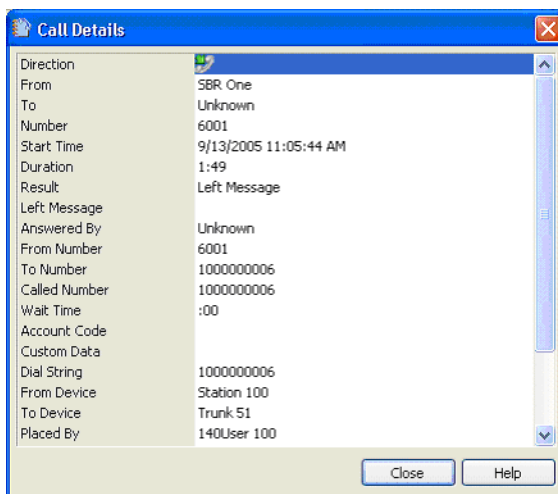 Call Details
Direction
From SBR One
To Unknown
Number 6001
Start Time 9/13/2005 11:05:44 AM
Duration 1:49
Result Left Message
Left Message
Answered By Unknown
From Number 6001
To Number 1000000006
Called Number 1000000006
Wait Time :00
Account Code
Custom Data
Dial String 1000000006
From Device Station 100
To Device Trunk 51
Placed By 140User 100
Close Help